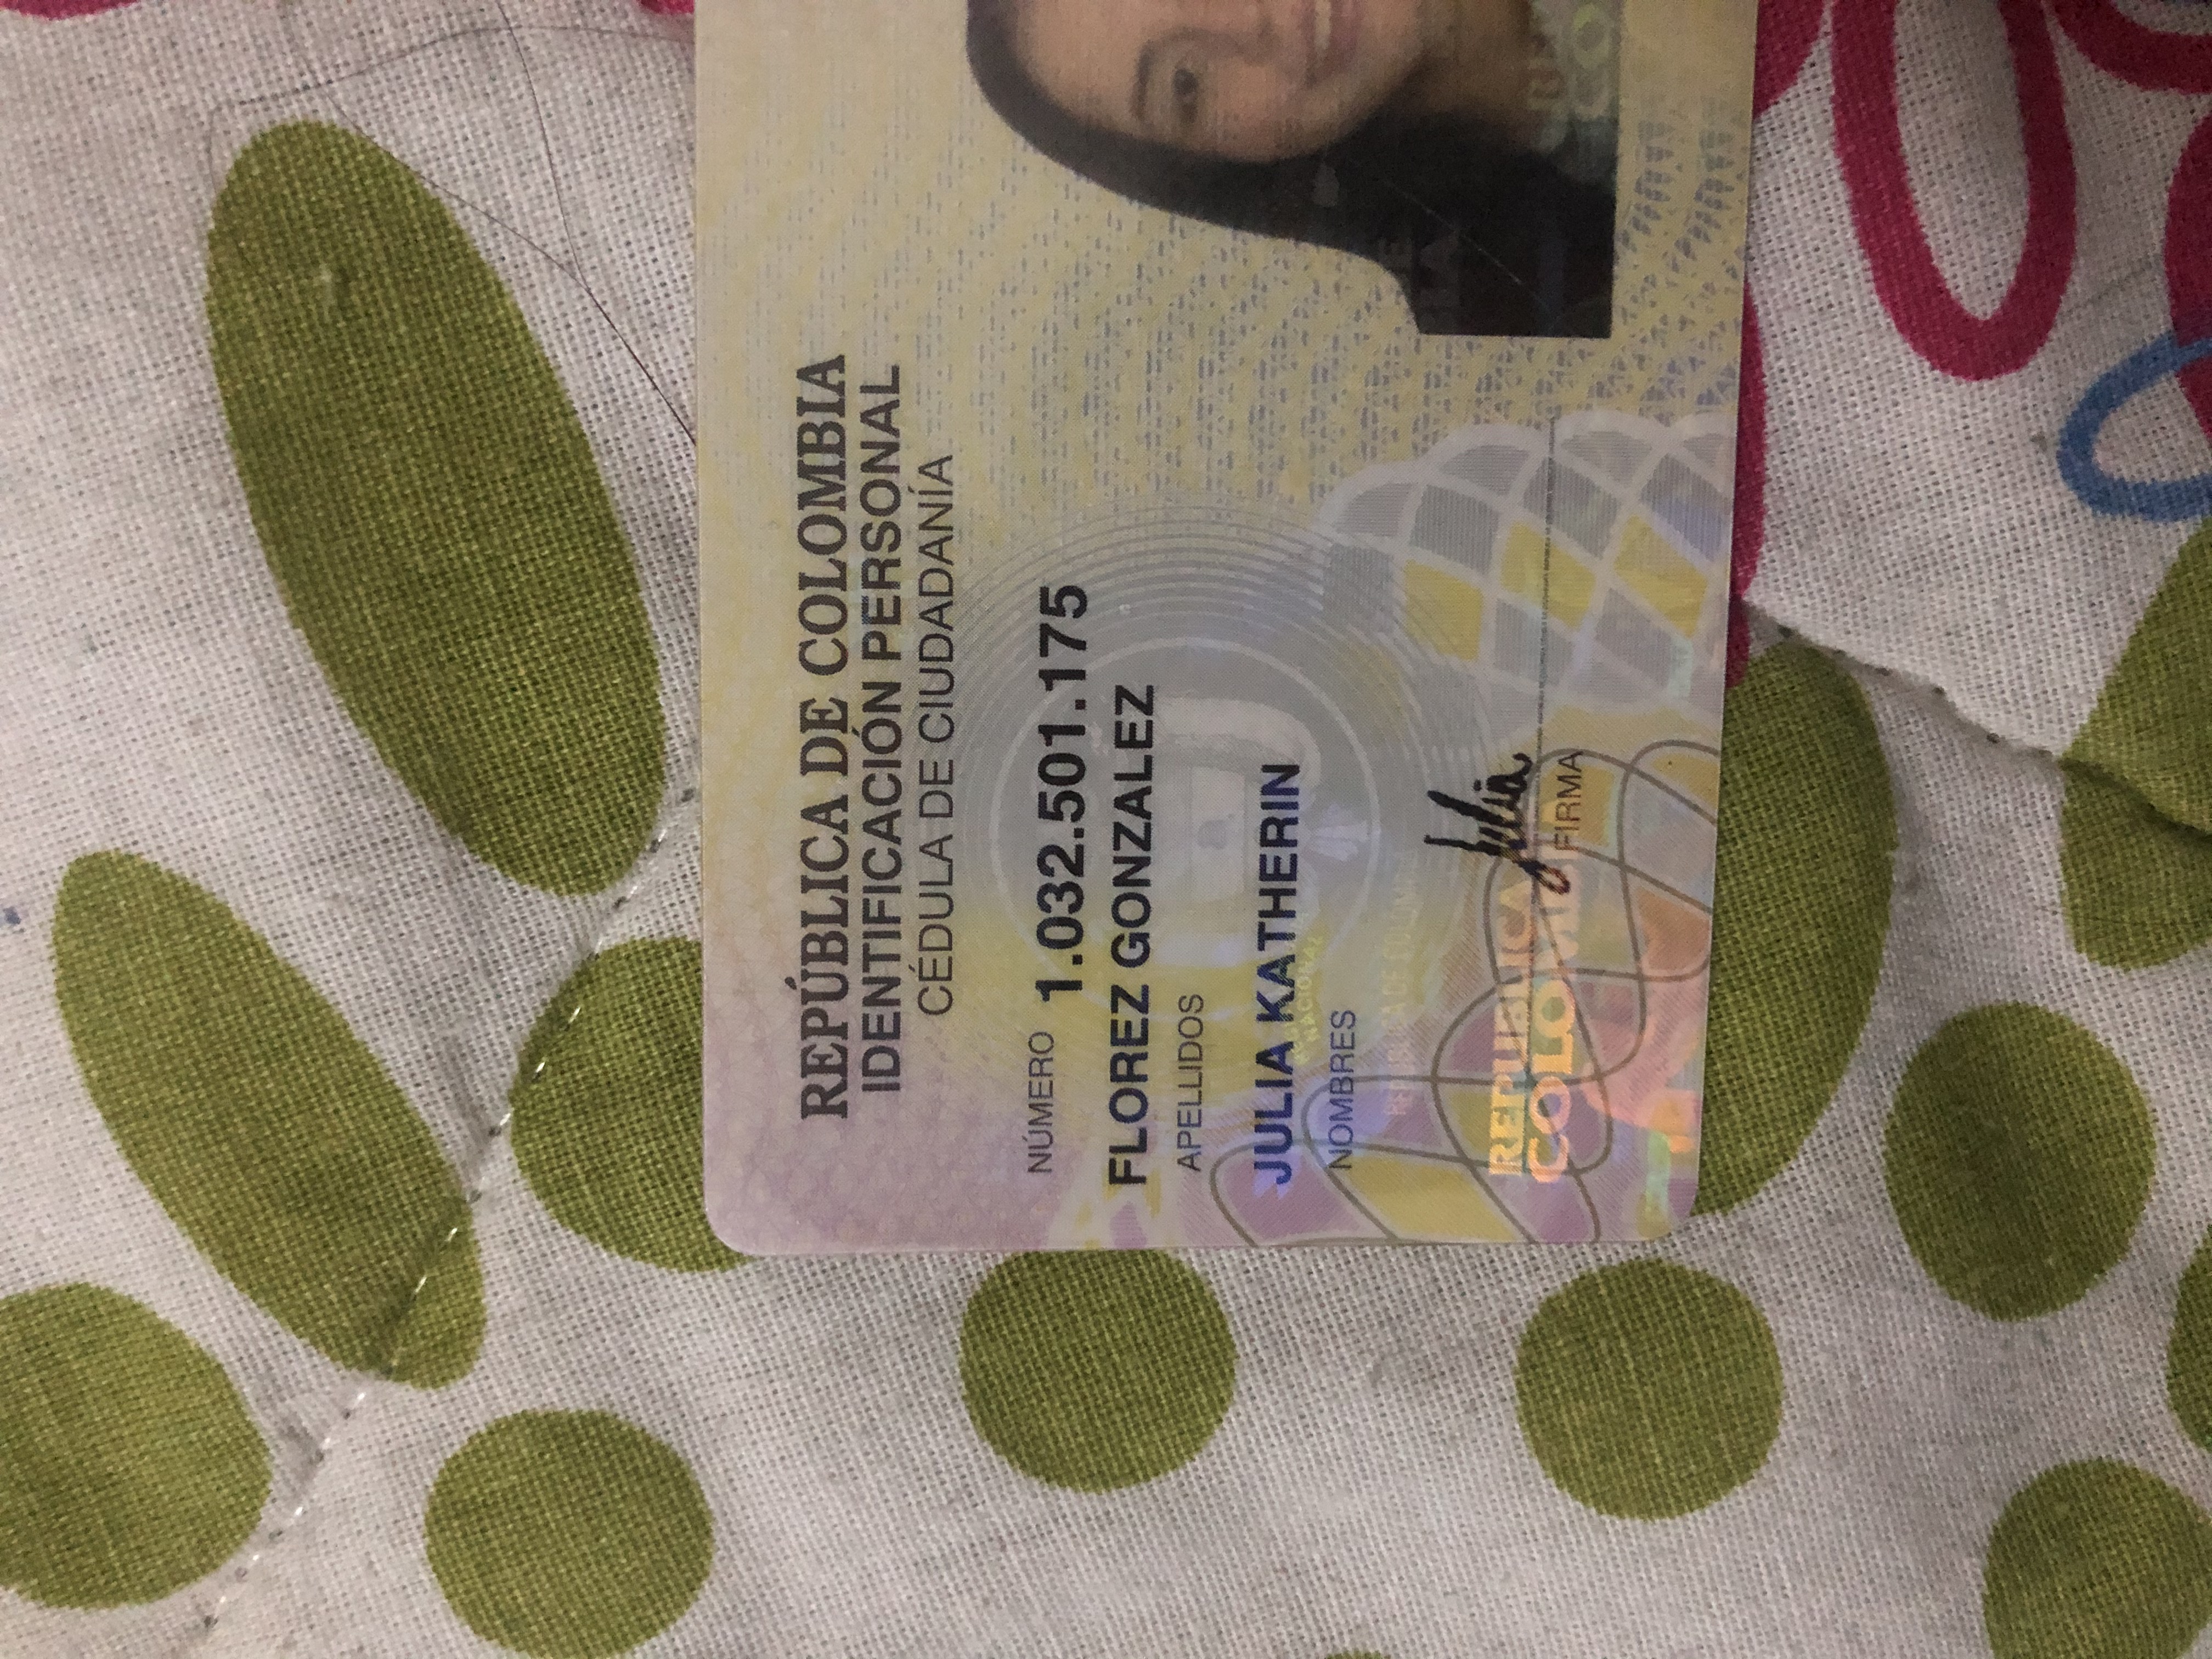 REPÚBLICA DE COLOMBIA
IDENTIFICACIÓN PERSONAL
CÉDULA DE CIUDADANÍA
NÚMERO 1.032.501.175
FLOREZ GONZALEZ
APELLIDOS
JULIA KATHERIN
NACIONAL
NOMBRES
REPUBLICA DE COLOMBIA
Julia
REPUBLICA
COLOMBIA
FIRMA